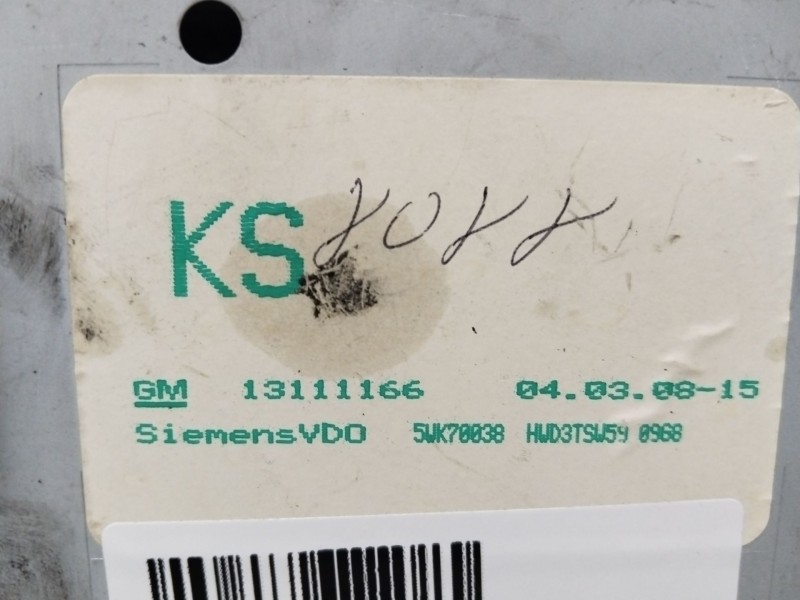 KS
GM 13111166 04.03.08-15
SiemensVDO 5WK70038 HWD3TSW59 0968